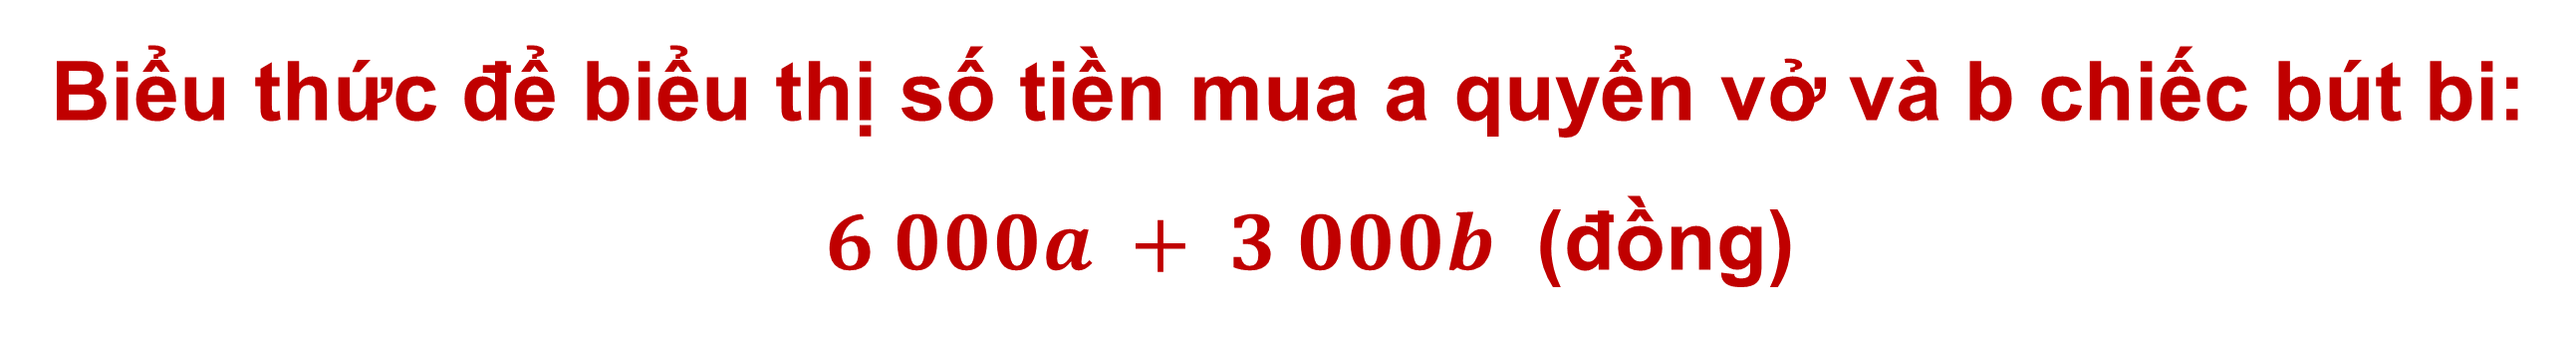 Biểu thức để biểu thị số tiền mua a quyển vở và b chiếc bút bi:
6 000a + 3 000b (đồng)